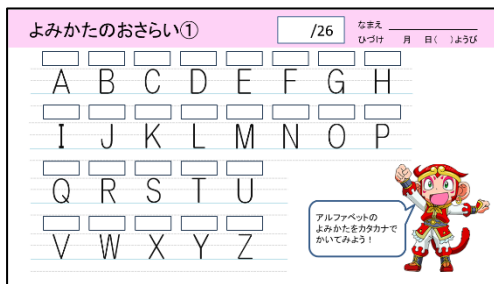 よみかたのおさらい①
/26
なまえ
ひづけ 月 日( )ようび
A B C D E F G H
I J K L M N O P
Q R S T U
V W X Y Z
アルファベットの
よみかたをカタカナで
かいてみよう！